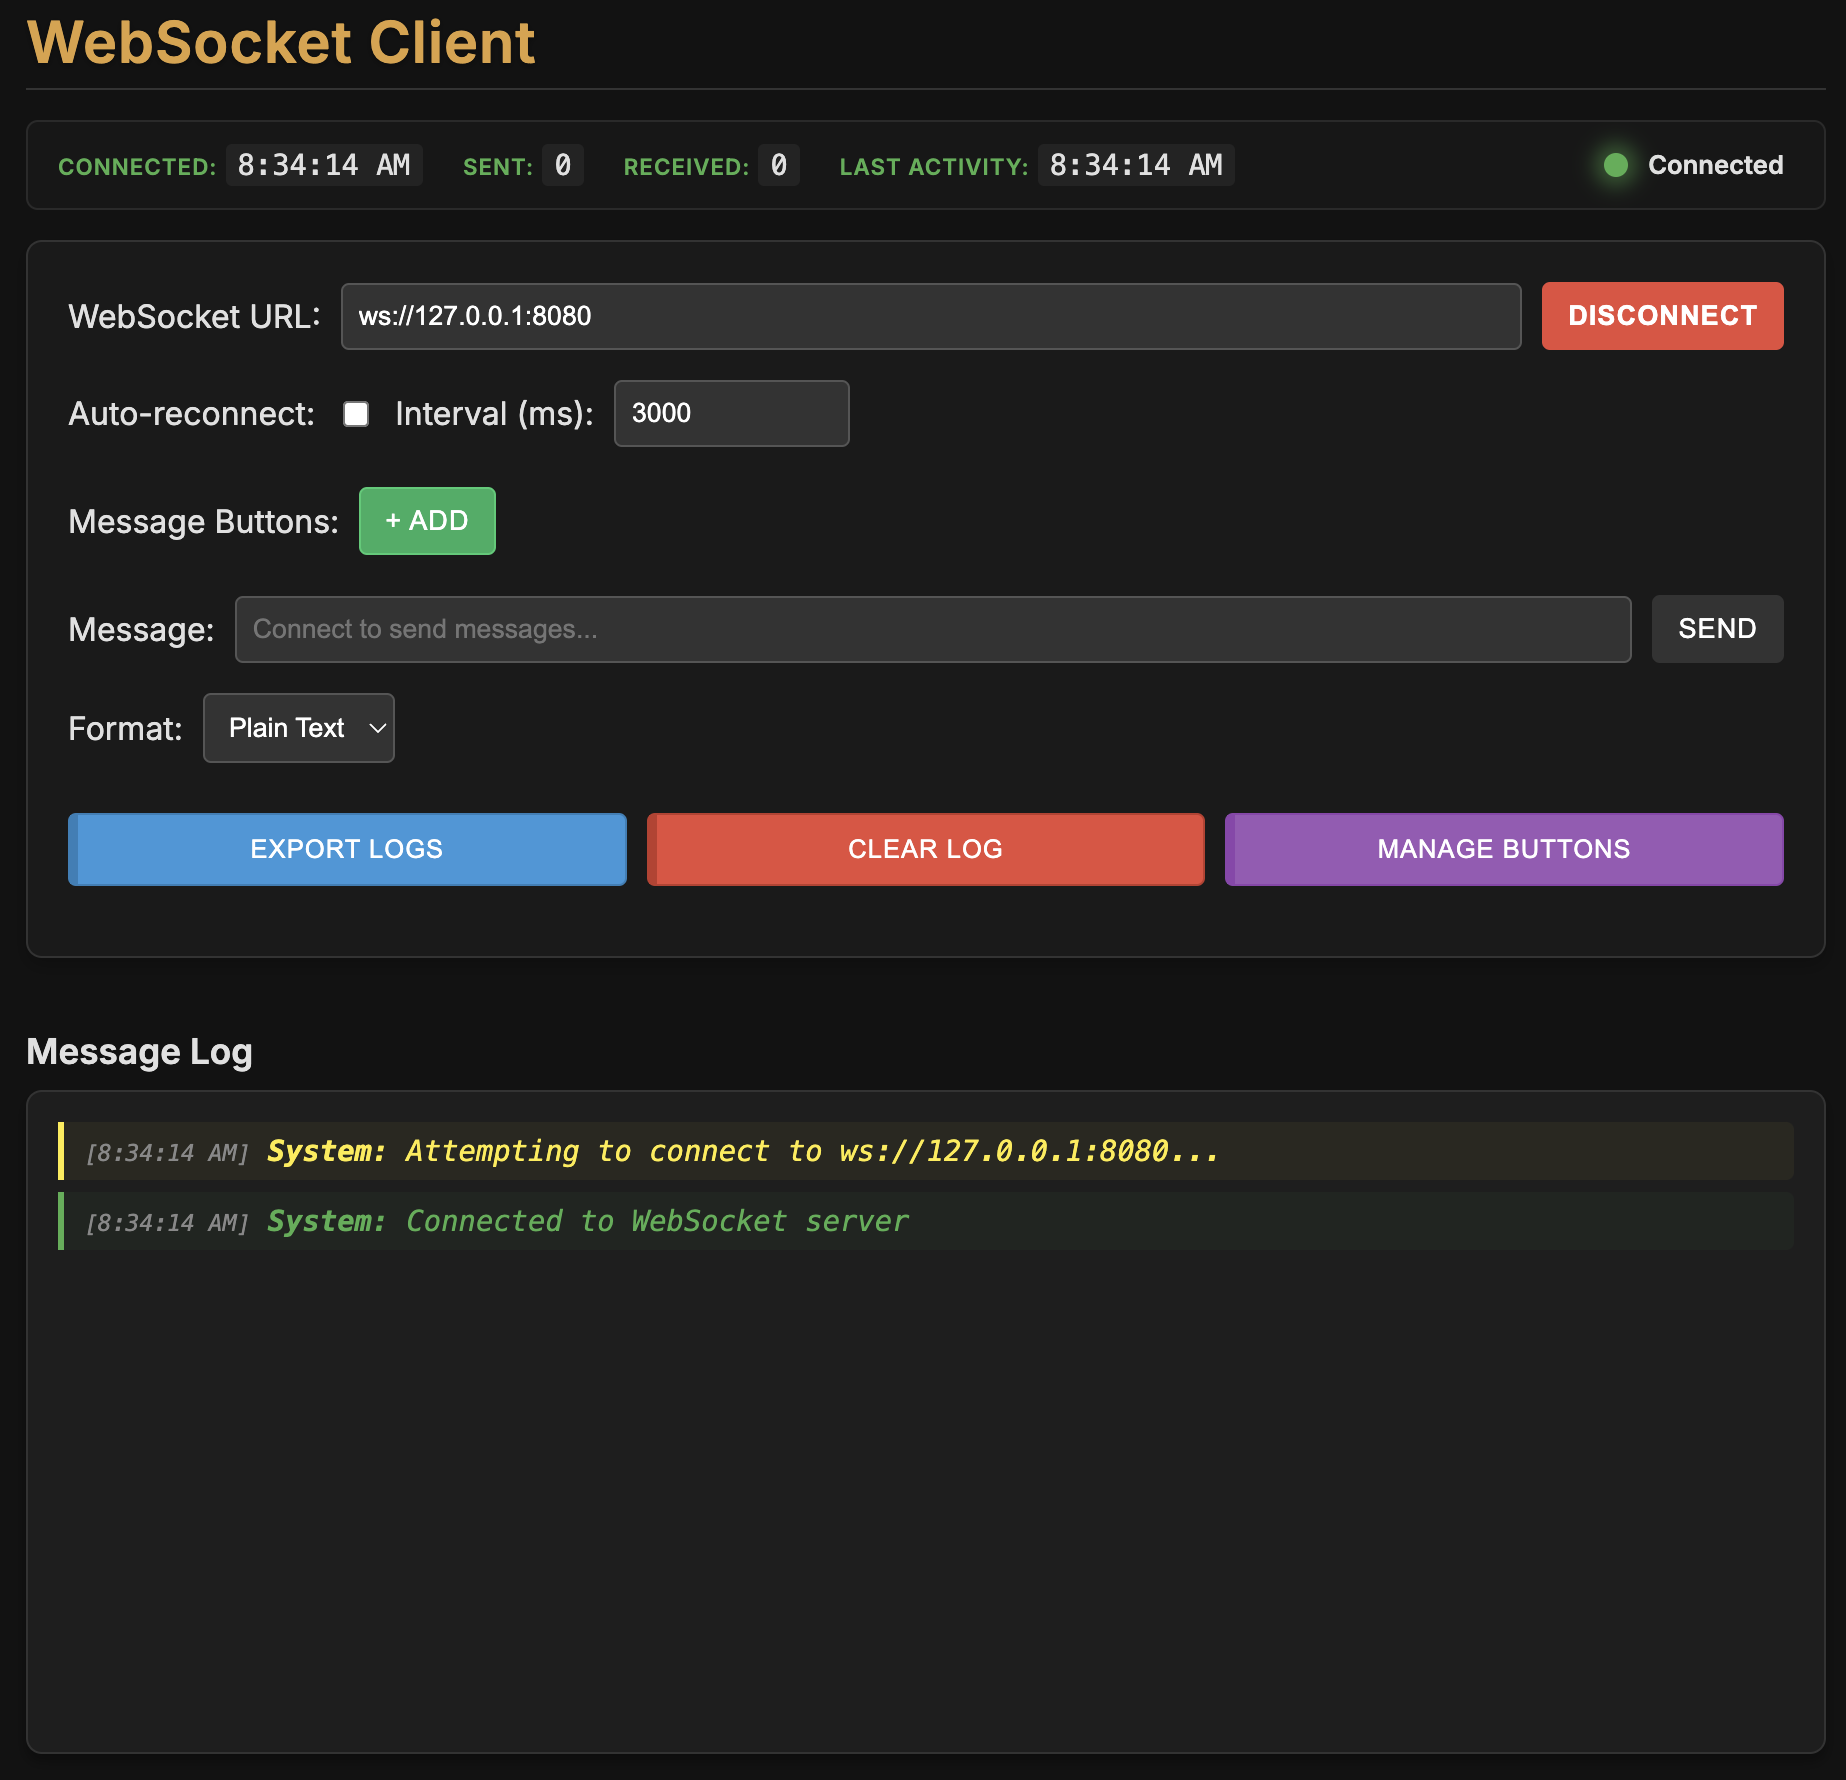 WebSocket Client
CONNECTED: 8:34:14 AM SENT: 0 RECEIVED: 0 LAST ACTIVITY: 8:34:14 AM Connected
WebSocket URL: ws://127.0.0.1:8080 DISCONNECT
Auto-reconnect: Interval (ms): 3000
Message Buttons: + ADD
Message: Connect to send messages... SEND
Format: Plain Text
EXPORT LOGS CLEAR LOG MANAGE BUTTONS
Message Log
[8:34:14 AM] System: Attempting to connect to ws://127.0.0.1:8080...
[8:34:14 AM] System: Connected to WebSocket server